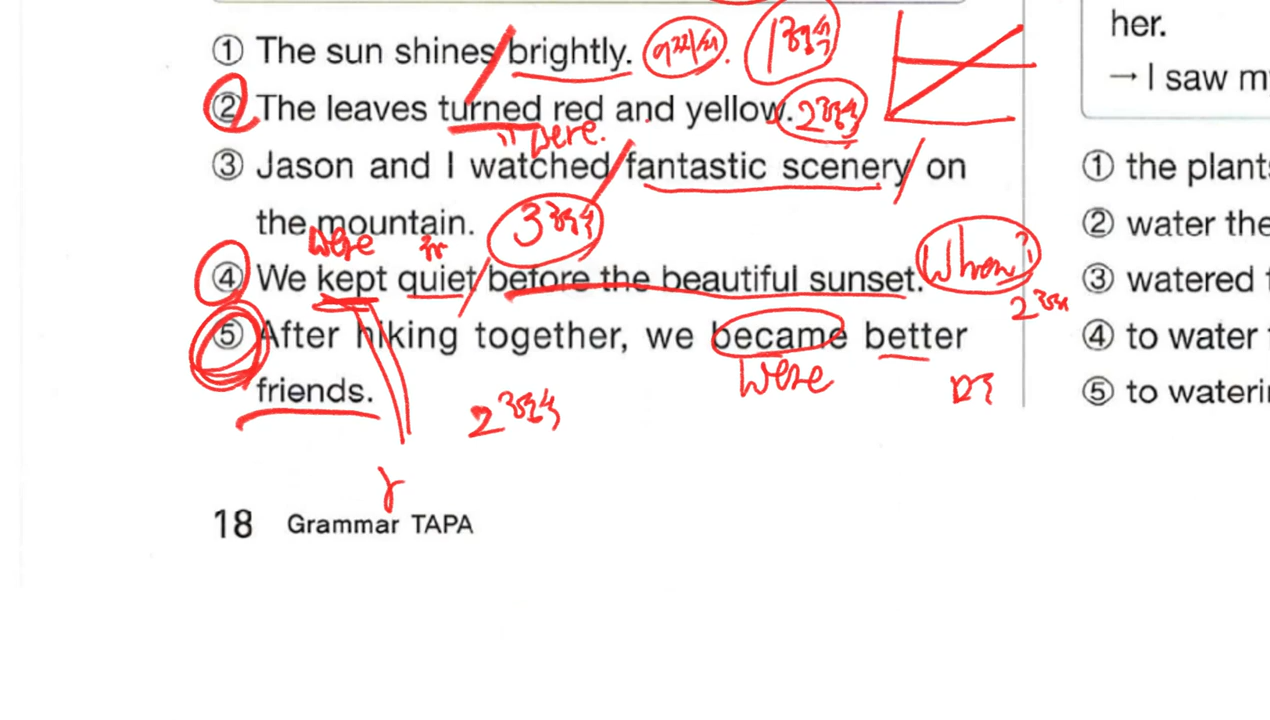 ① The sun shines brightly. 1형식
② The leaves turned red and yellow. 2형식
were.
③ Jason and I watched fantastic scenery on
the mountain. 3형식
were
④ We kept quiet before the beautiful sunset. When?
2형식
⑤ After hiking together, we became better
were
friends. 2형식
18 Grammar TAPA
her.
→ I saw m
① the plants
② water the
③ watered
④ to water
⑤ to waterin